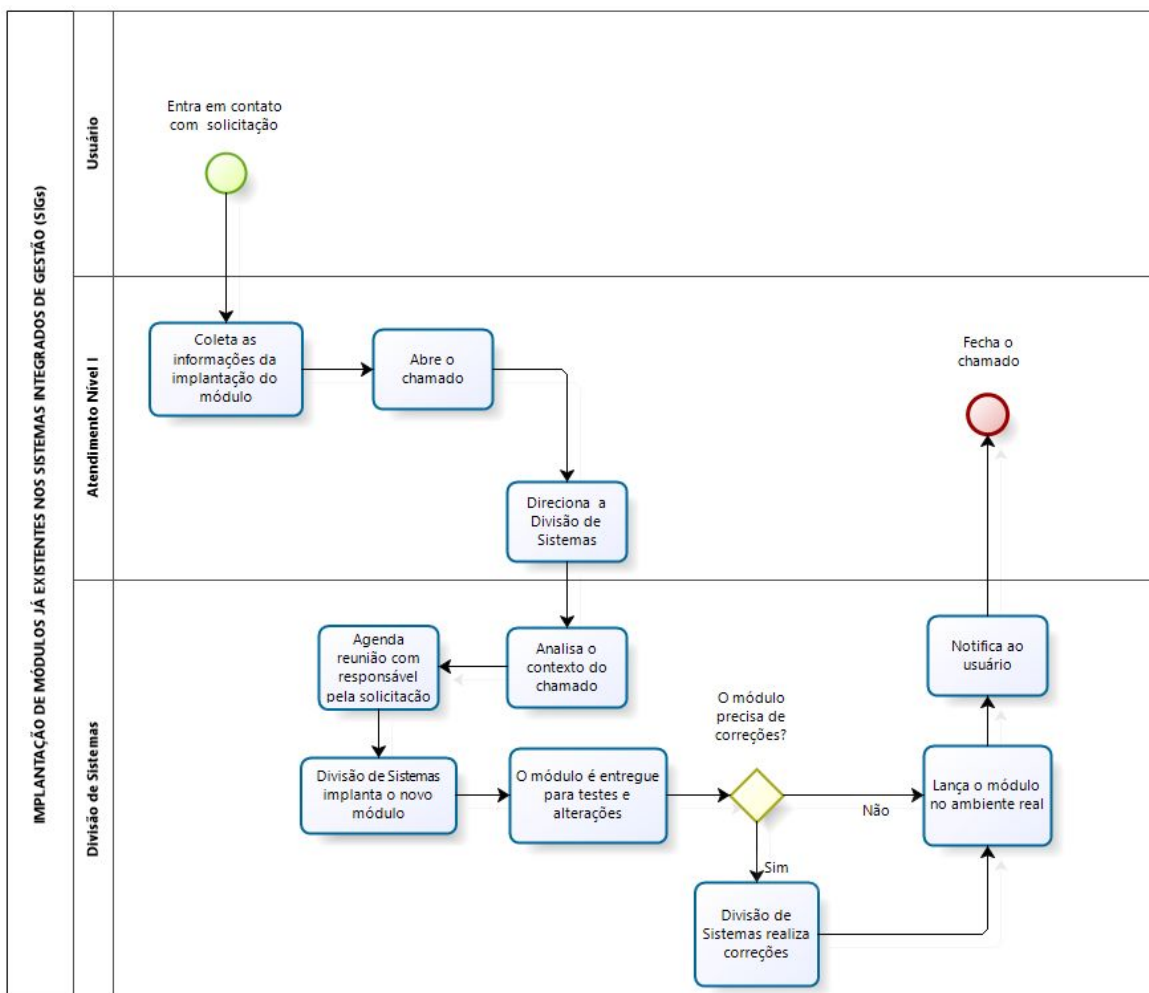 IMPLANTAÇÃO DE MÓDULOS JÁ EXISTENTES NOS SISTEMAS INTEGRADOS DE GESTÃO (SIGs)
Usuário
Entra em contato
com solicitação
Atendimento Nível I
Coleta as
informações da
implantação do
módulo
Abre o
chamado
Direciona a
Divisão de
Sistemas
Fecha o
chamado
Divisão de Sistemas
Analisa o
contexto do
chamado
Agenda
reunião com
responsável
pela solicitação
Divisão de Sistemas
implanta o novo
módulo
O módulo é entregue
para testes e
alterações
O módulo
precisa de
correções?
Não
Sim
Divisão de
Sistemas realiza
correções
Lança o módulo
no ambiente real
Notifica ao
usuário